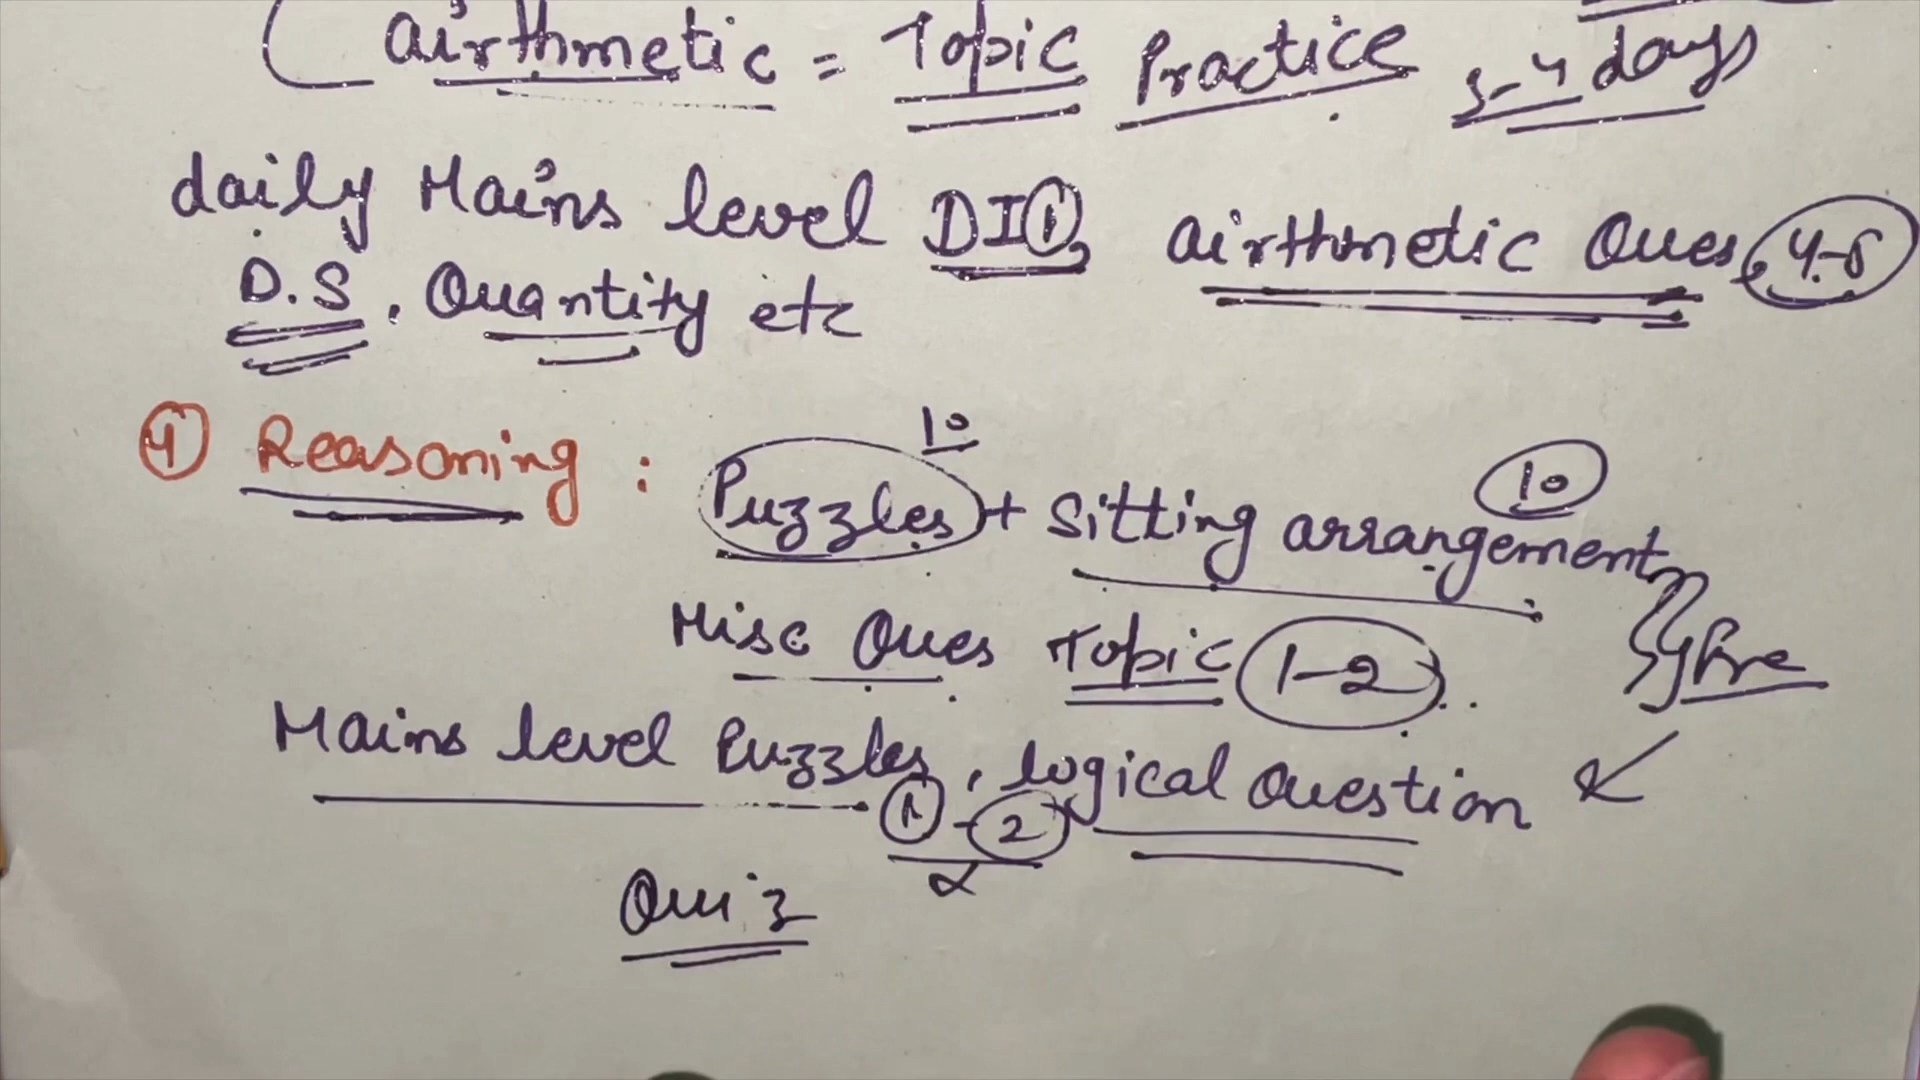 ( airthmetic = Topic Practice 3-4 days
daily Mains level DI 1, airthmetic Ques, 4-5
D.S, Quantity etc
4 Reasoning : Puzzles 10 + Sitting arrangement 10
Misc Ques Topic 1-2 .. } Pre
Mains level Puzzles, logical Question
1 - 2
Quiz